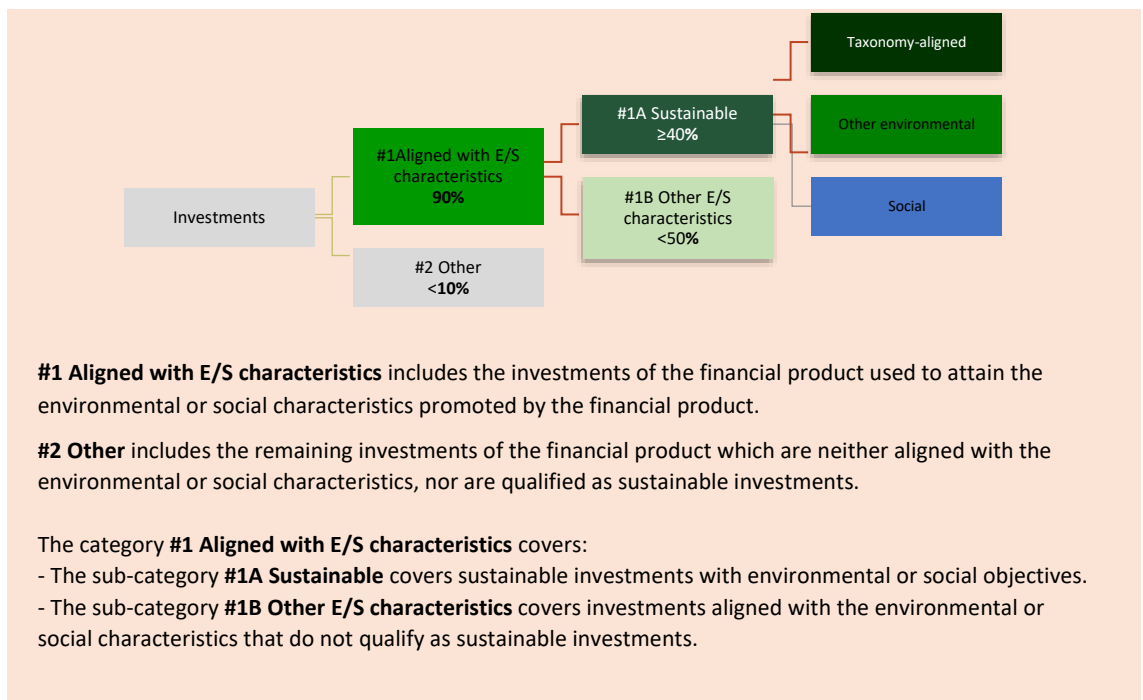 Taxonomy-aligned
#1A Sustainable
≥40%
Other environmental
#1Aligned with E/S
characteristics
90%
#1B Other E/S
characteristics
<50%
Social
Investments
#2 Other
<10%
#1 Aligned with E/S characteristics includes the investments of the financial product used to attain the
environmental or social characteristics promoted by the financial product.
#2 Other includes the remaining investments of the financial product which are neither aligned with the
environmental or social characteristics, nor are qualified as sustainable investments.
The category #1 Aligned with E/S characteristics covers:
- The sub-category #1A Sustainable covers sustainable investments with environmental or social objectives.
- The sub-category #1B Other E/S characteristics covers investments aligned with the environmental or
social characteristics that do not qualify as sustainable investments.